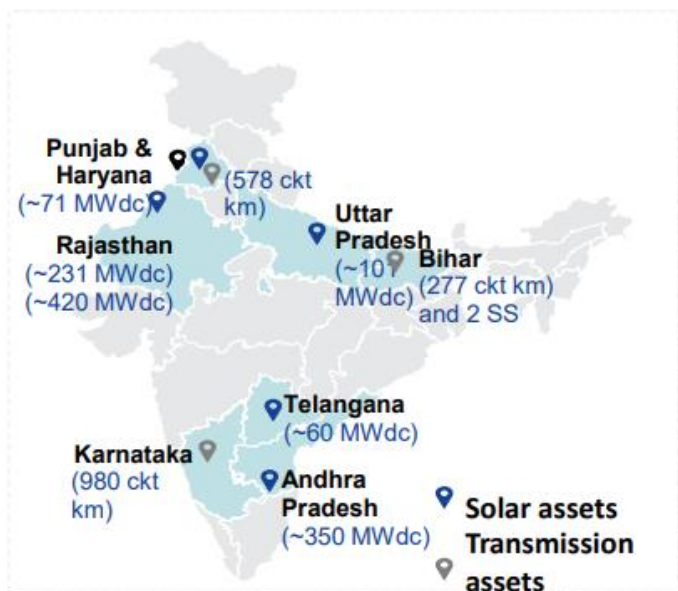 Punjab &
Haryana
(~71 MWdc)
(578 ckt
km)
Rajasthan
(~231 MWdc)
(~420 MWdc)
Uttar
Pradesh
(~101
MWdc)
Bihar
(277 ckt km)
and 2 SS
Telangana
(~60 MWdc)
Karnataka
(980 ckt
km)
Andhra
Pradesh
(~350 MWdc)
Solar assets
Transmission
assets